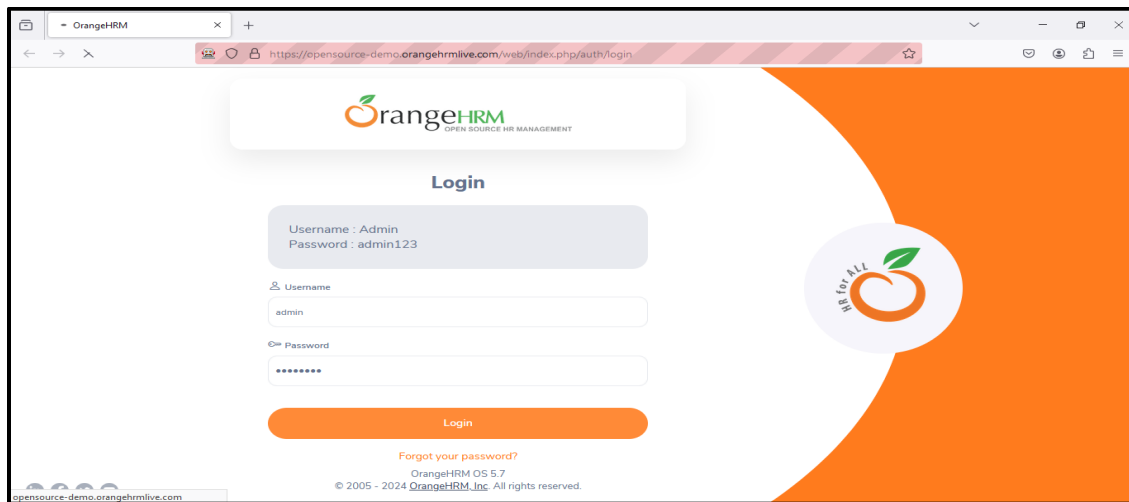 OrangeHRM
https://opensource-demo.orangehrmlive.com/web/index.php/auth/login
OrangeHRM
OPEN SOURCE HR MANAGEMENT
Login
Username : Admin
Password : admin123
Username
admin
Password
••••••••
Login
Forgot your password?
OrangeHRM OS 5.7
© 2005 - 2024 OrangeHRM, Inc. All rights reserved.
HR for ALL
opensource-demo.orangehrmlive.com